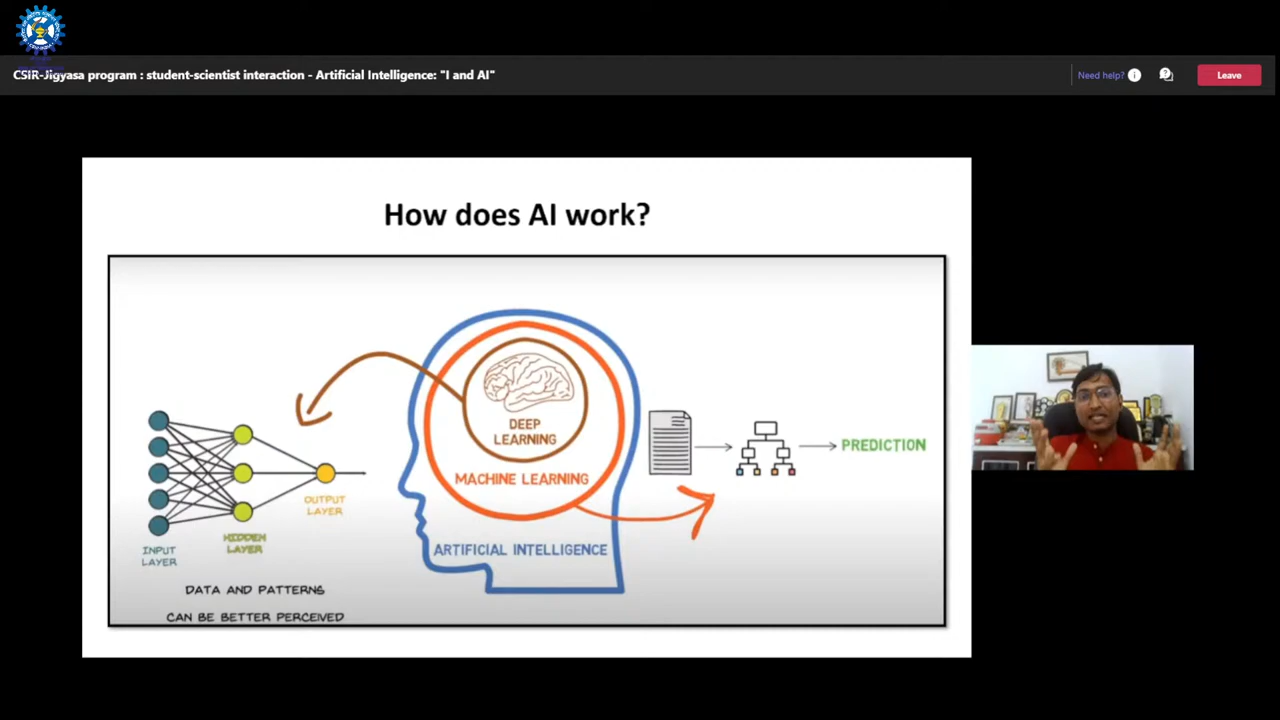 CSIR-Jigyasa program : student-scientist interaction - Artificial Intelligence: "I and AI"
Need help?
Leave
How does AI work?
DEEP
LEARNING
MACHINE LEARNING
ARTIFICIAL INTELLIGENCE
PREDICTION
INPUT
LAYER
HIDDEN
LAYER
OUTPUT
LAYER
DATA AND PATTERNS
CAN BE BETTER PERCEIVED